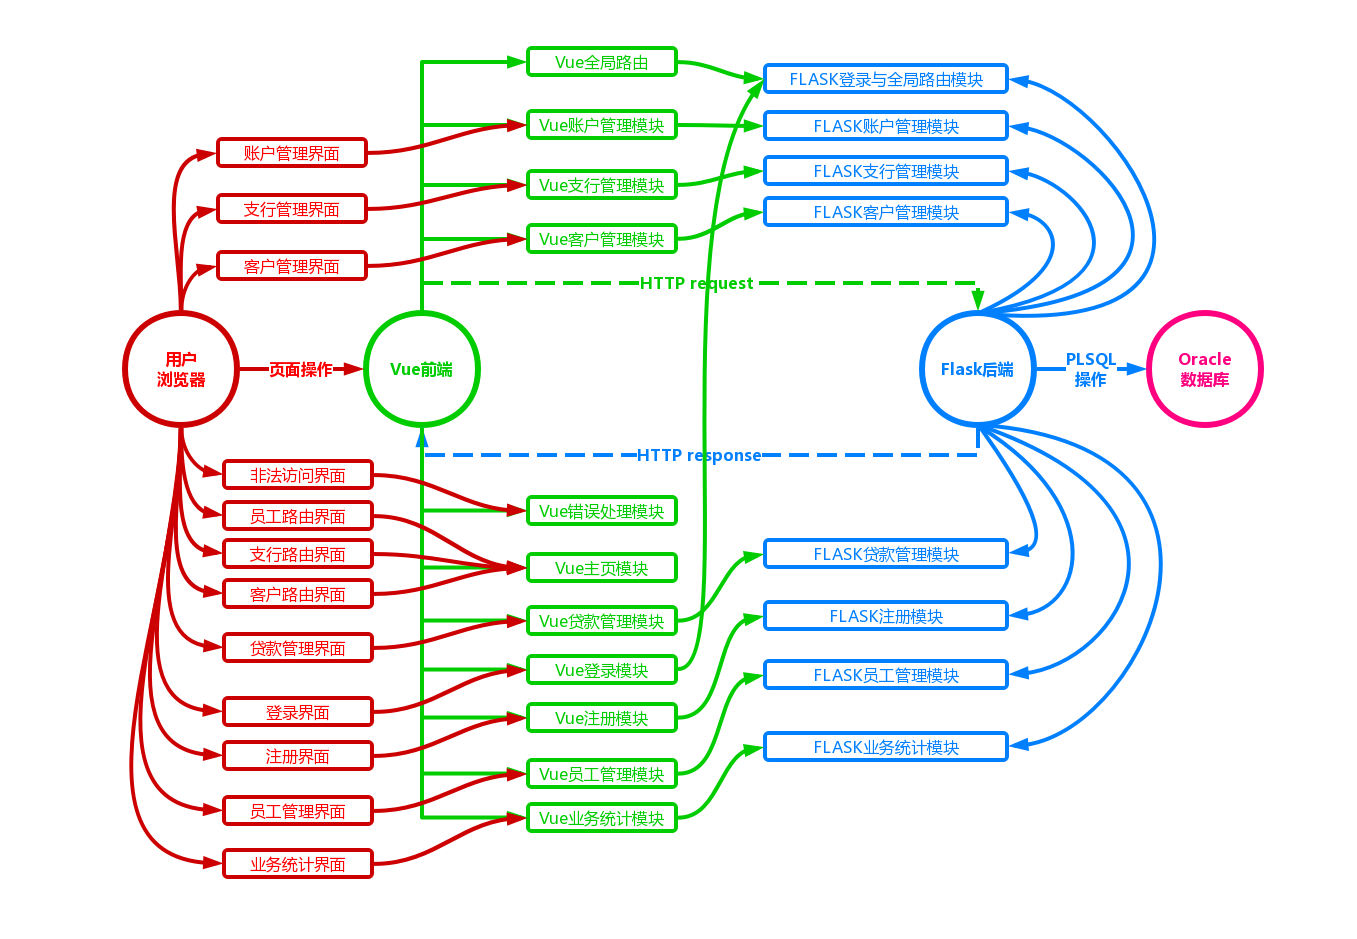 Vue全局路由
FLASK登录与全局路由模块
Vue账户管理模块
FLASK账户管理模块
账户管理界面
FLASK支行管理模块
Vue支行管理模块
支行管理界面
FLASK客户管理模块
Vue客户管理模块
客户管理界面
HTTP request
用户
浏览器
页面操作
Vue前端
Flask后端
PLSQL
操作
Oracle
数据库
HTTP response
非法访问界面
Vue错误处理模块
员工路由界面
支行路由界面
FLASK贷款管理模块
Vue主页模块
客户路由界面
FLASK注册模块
Vue贷款管理模块
贷款管理界面
Vue登录模块
FLASK员工管理模块
登录界面
Vue注册模块
FLASK业务统计模块
注册界面
Vue员工管理模块
员工管理界面
Vue业务统计模块
业务统计界面